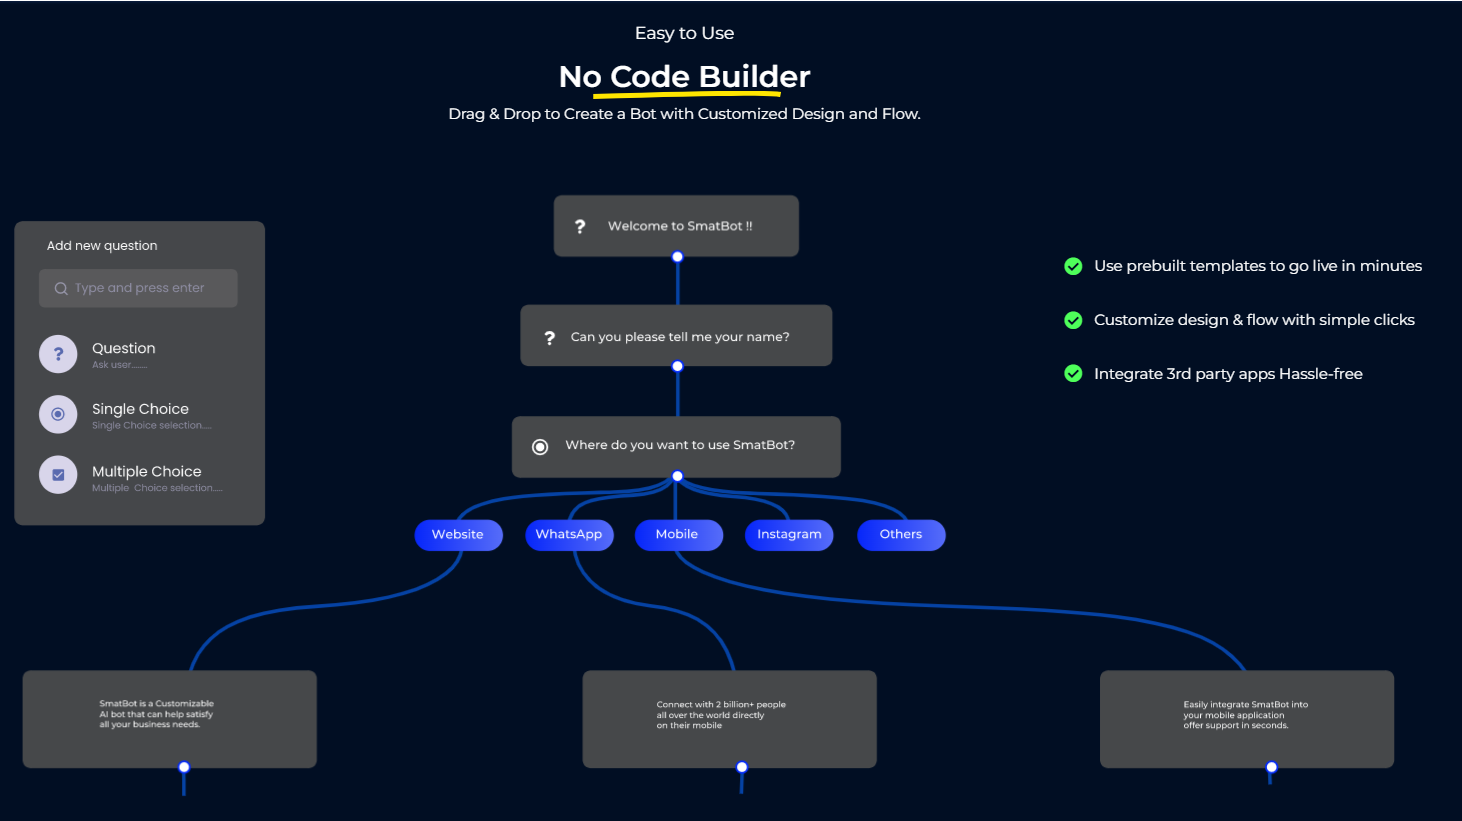 Easy to Use
No Code Builder
Drag & Drop to Create a Bot with Customized Design and Flow.
Add new question
Type and press enter
? Question
Ask user.......
Single Choice
Single Choice selection.....
Multiple Choice
Multiple Choice selection.....
? Welcome to SmatBot !!
? Can you please tell me your name?
Where do you want to use SmatBot?
Website
WhatsApp
Mobile
Instagram
Others
Use prebuilt templates to go live in minutes
Customize design & flow with simple clicks
Integrate 3rd party apps Hassle-free
SmatBot is a Customizable
AI bot that can help satisfy
all your business needs.
Connect with 2 billion+ people
all over the world directly
on their mobile
Easily integrate SmatBot into
your mobile application
offer support in seconds.